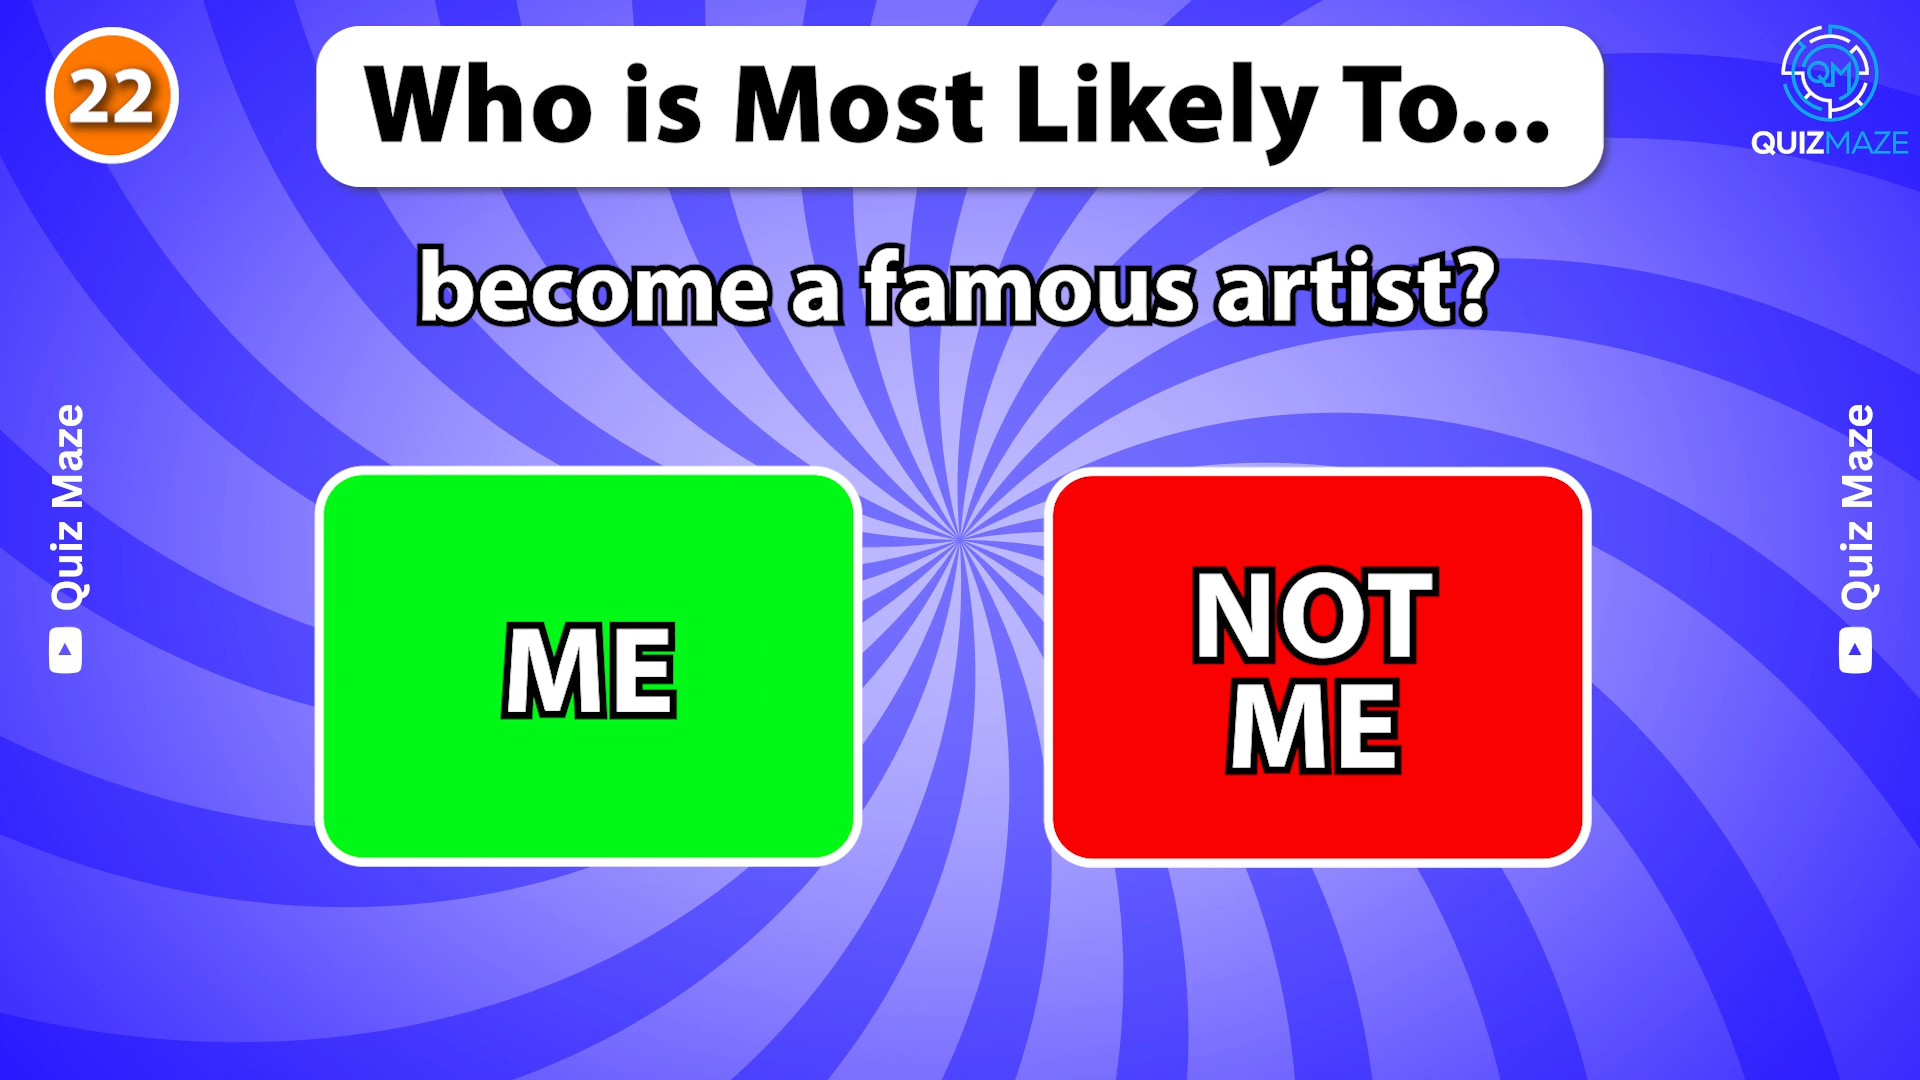 22
Who is Most Likely To...
QM
QUIZMAZE
become a famous artist?
Quiz Maze
Quiz Maze
ME
NOT
ME